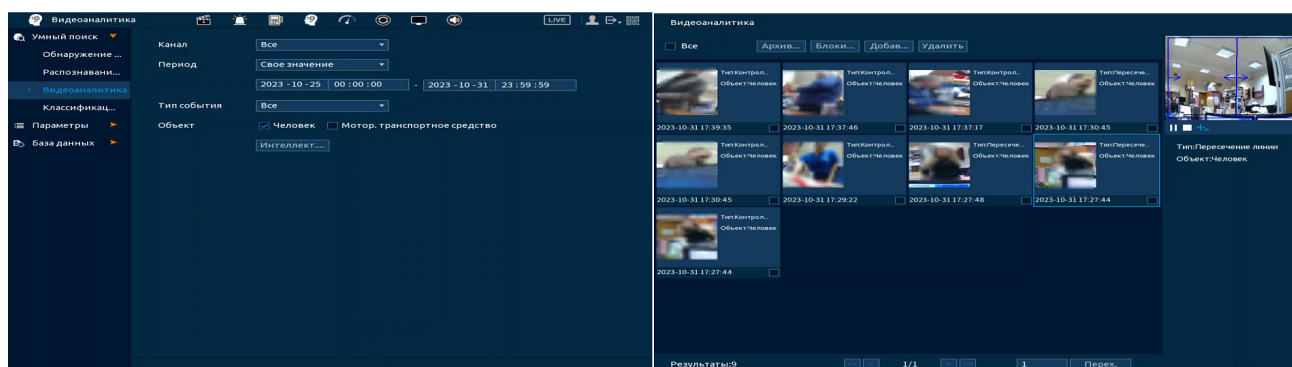 Видеоаналитика
LIVE
Умный поиск
Обнаружение ...
Распознавани...
Видеоаналитика
Классификац...
Параметры
База данных
Канал Все
Период Свое значение
2023 -10 -25 00 : 00 : 00 - 2023 -10 -31 23 : 59 : 59
Тип события Все
Объект Человек Мотор. транспортное средство
Интеллект....
Видеоаналитика
Все Архив... Блоки... Добав... Удалить
Тип:Контрол... Тип:Контрол... Тип:Контрол... Тип:Пересече...
Объект:Человек Объект:Человек Объект:Человек Объект:Человек
2023-10-31 17:39:35 2023-10-31 17:37:46 2023-10-31 17:37:17 2023-10-31 17:30:45
Тип:Контрол... Тип:Контрол... Тип:Пересече... Тип:Пересече...
Объект:Человек Объект:Человек Объект:Человек Объект:Человек
2023-10-31 17:30:45 2023-10-31 17:29:22 2023-10-31 17:27:48 2023-10-31 17:27:44
Тип:Контрол...
Объект:Человек
2023-10-31 17:27:44
Тип:Пересечение линии
Объект:Человек
Результаты:9 1/1 1 Перех.